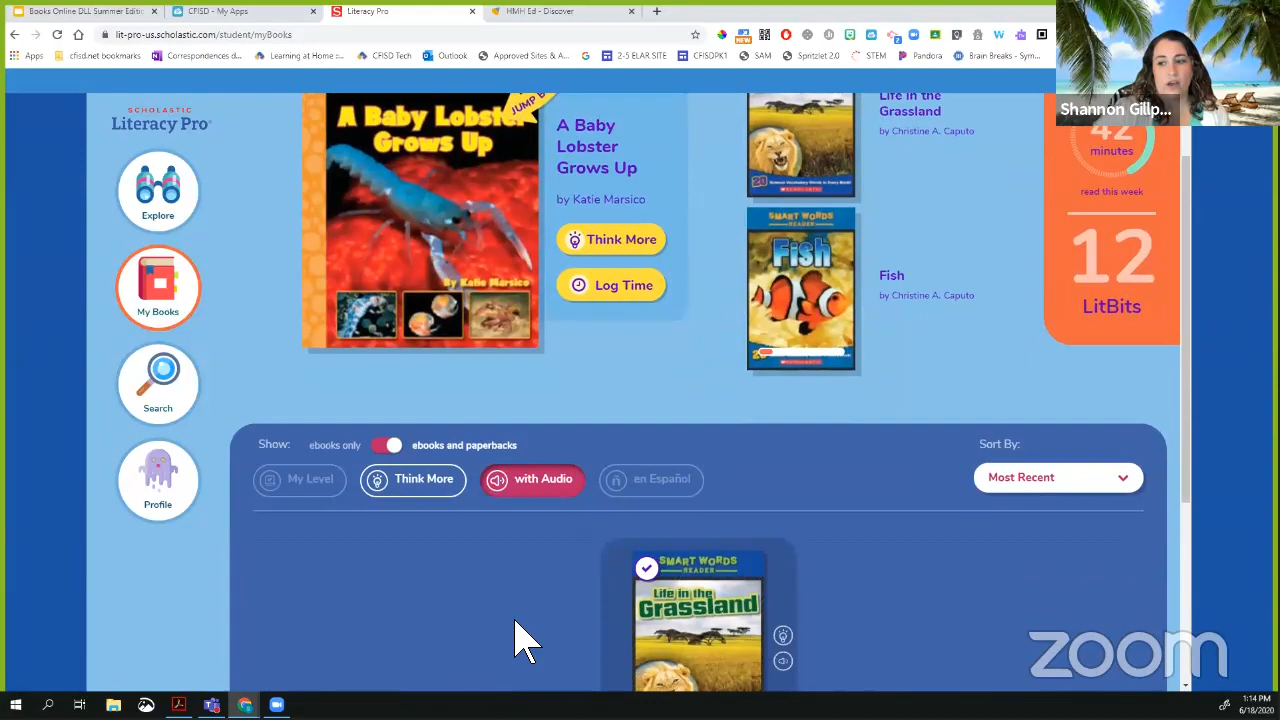 Books Online DLL Summer Editi
CFISD - My Apps
Literacy Pro
HMH Ed - Discover
lit-pro-us.scholastic.com/student/myBooks
NEW
Apps
cfisd.net bookmarks
Correspondences d...
Learning at Home ::...
CFISD Tech
Outlook
Approved Sites & A...
2-5 ELAR SITE
CFISDPK1
SAM
Spritzlet 2.0
STEM
Pandora
Brain Breaks - Sym...
Shannon Gillp...
SCHOLASTIC
Literacy Pro
Explore
My Books
Search
Profile
A Baby Lobster
Grows Up
By Katie Marsico
A Baby
Lobster
Grows Up
by Katie Marsico
Think More
Log Time
SCHOLASTIC
Life in the
Grassland
by Christine A. Caputo
SMART WORDS
READER
Fish
Fish
by Christine A. Caputo
42
minutes
read this week
12
LitBits
Show:
ebooks only
ebooks and paperbacks
My Level
Think More
with Audio
en Español
Sort By:
Most Recent
SMART WORDS
READER
Life in the
Grassland
zoom
1:14 PM
6/18/2020